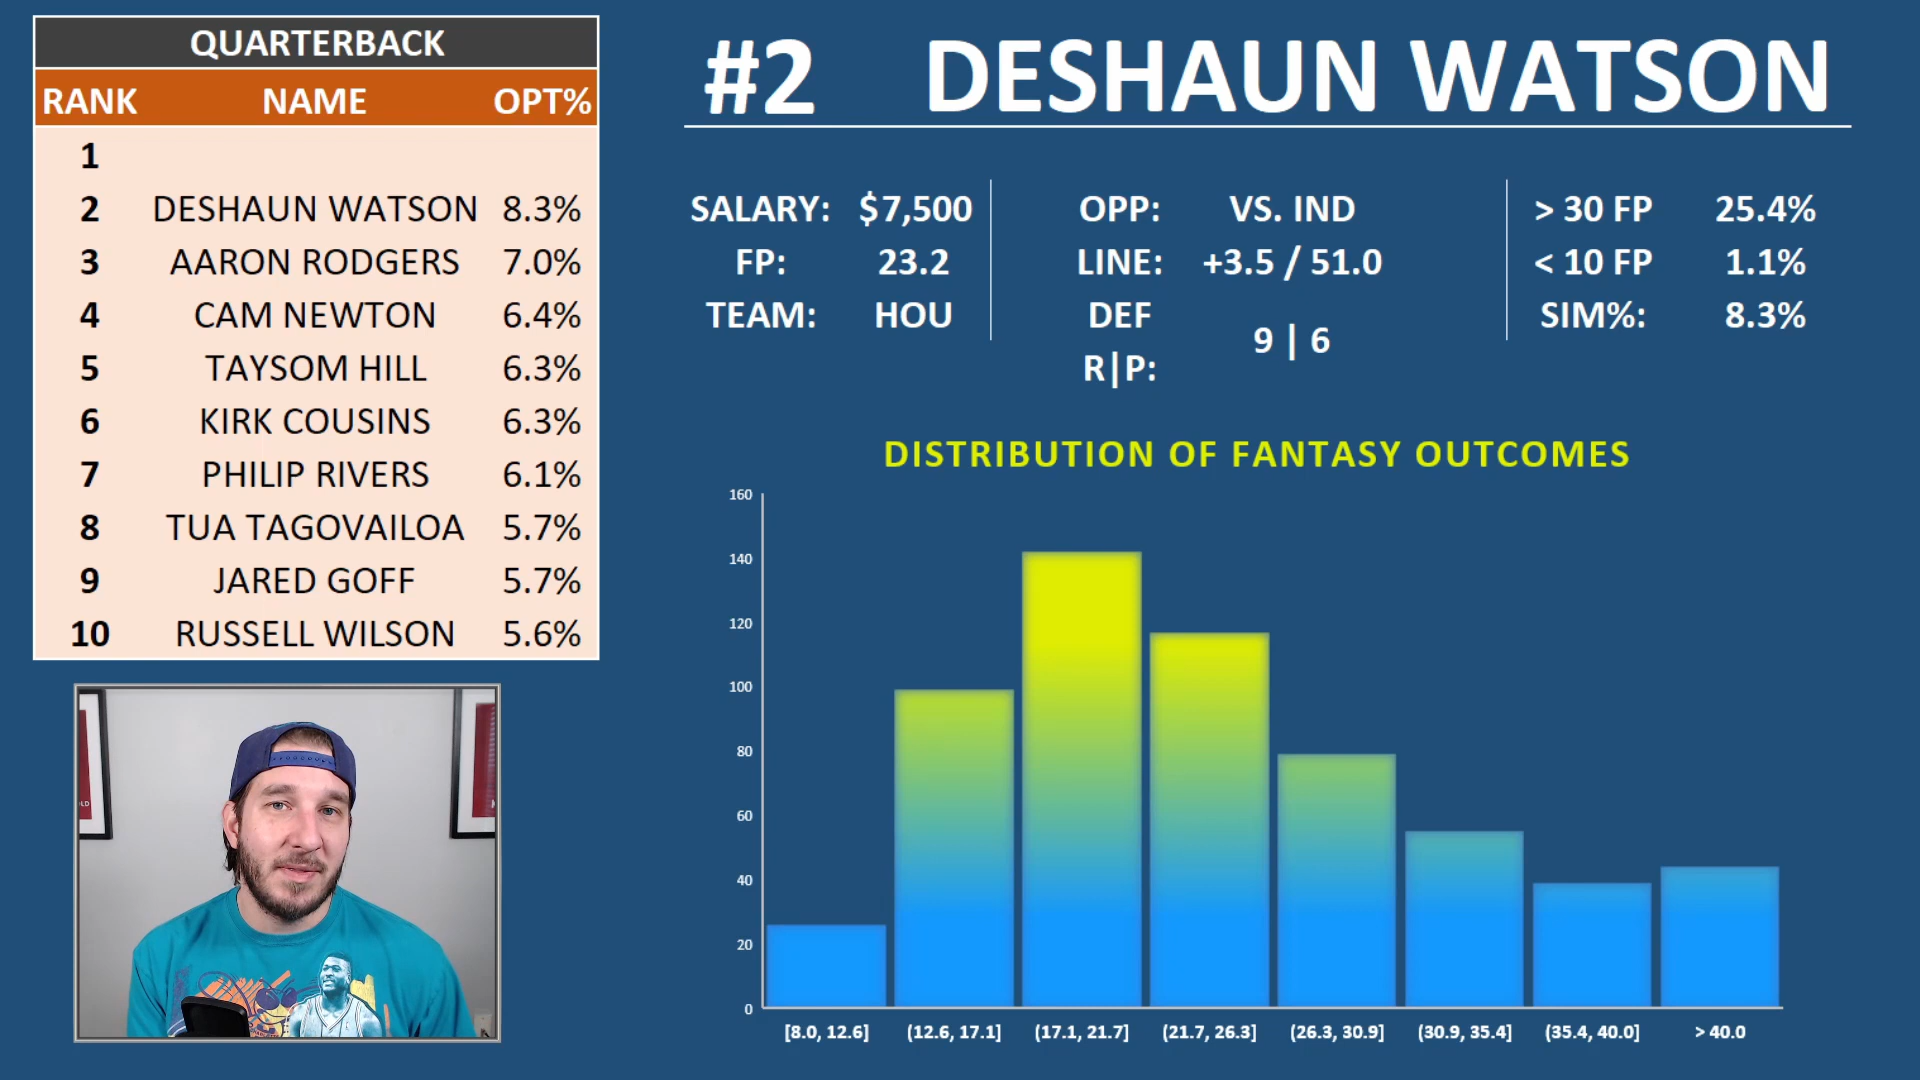 QUARTERBACK
RANK NAME OPT%
1
2 DESHAUN WATSON 8.3%
3 AARON RODGERS 7.0%
4 CAM NEWTON 6.4%
5 TAYSOM HILL 6.3%
6 KIRK COUSINS 6.3%
7 PHILIP RIVERS 6.1%
8 TUA TAGOVAILOA 5.7%
9 JARED GOFF 5.7%
10 RUSSELL WILSON 5.6%
#2 DESHAUN WATSON
SALARY: $7,500
FP: 23.2
TEAM: HOU
OPP: VS. IND
LINE: +3.5 / 51.0
DEF
R|P: 9 | 6
> 30 FP 25.4%
< 10 FP 1.1%
SIM%: 8.3%
DISTRIBUTION OF FANTASY OUTCOMES
160
140
120
100
80
60
40
20
0
[8.0, 12.6] (12.6, 17.1] (17.1, 21.7] (21.7, 26.3] (26.3, 30.9] (30.9, 35.4] (35.4, 40.0] > 40.0